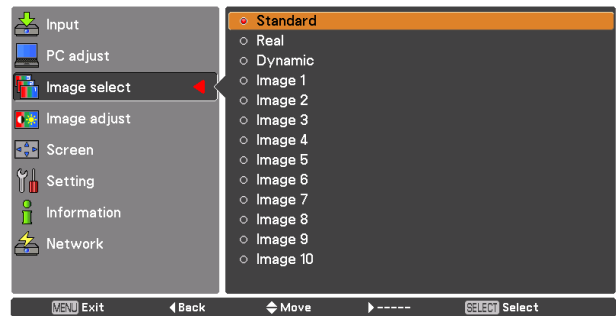 Input
PC adjust
Image select
Image adjust
Screen
Setting
Information
Network
Standard
Real
Dynamic
Image 1
Image 2
Image 3
Image 4
Image 5
Image 6
Image 7
Image 8
Image 9
Image 10
MENU Exit ◀Back ◆Move ▶----- SELECT Select